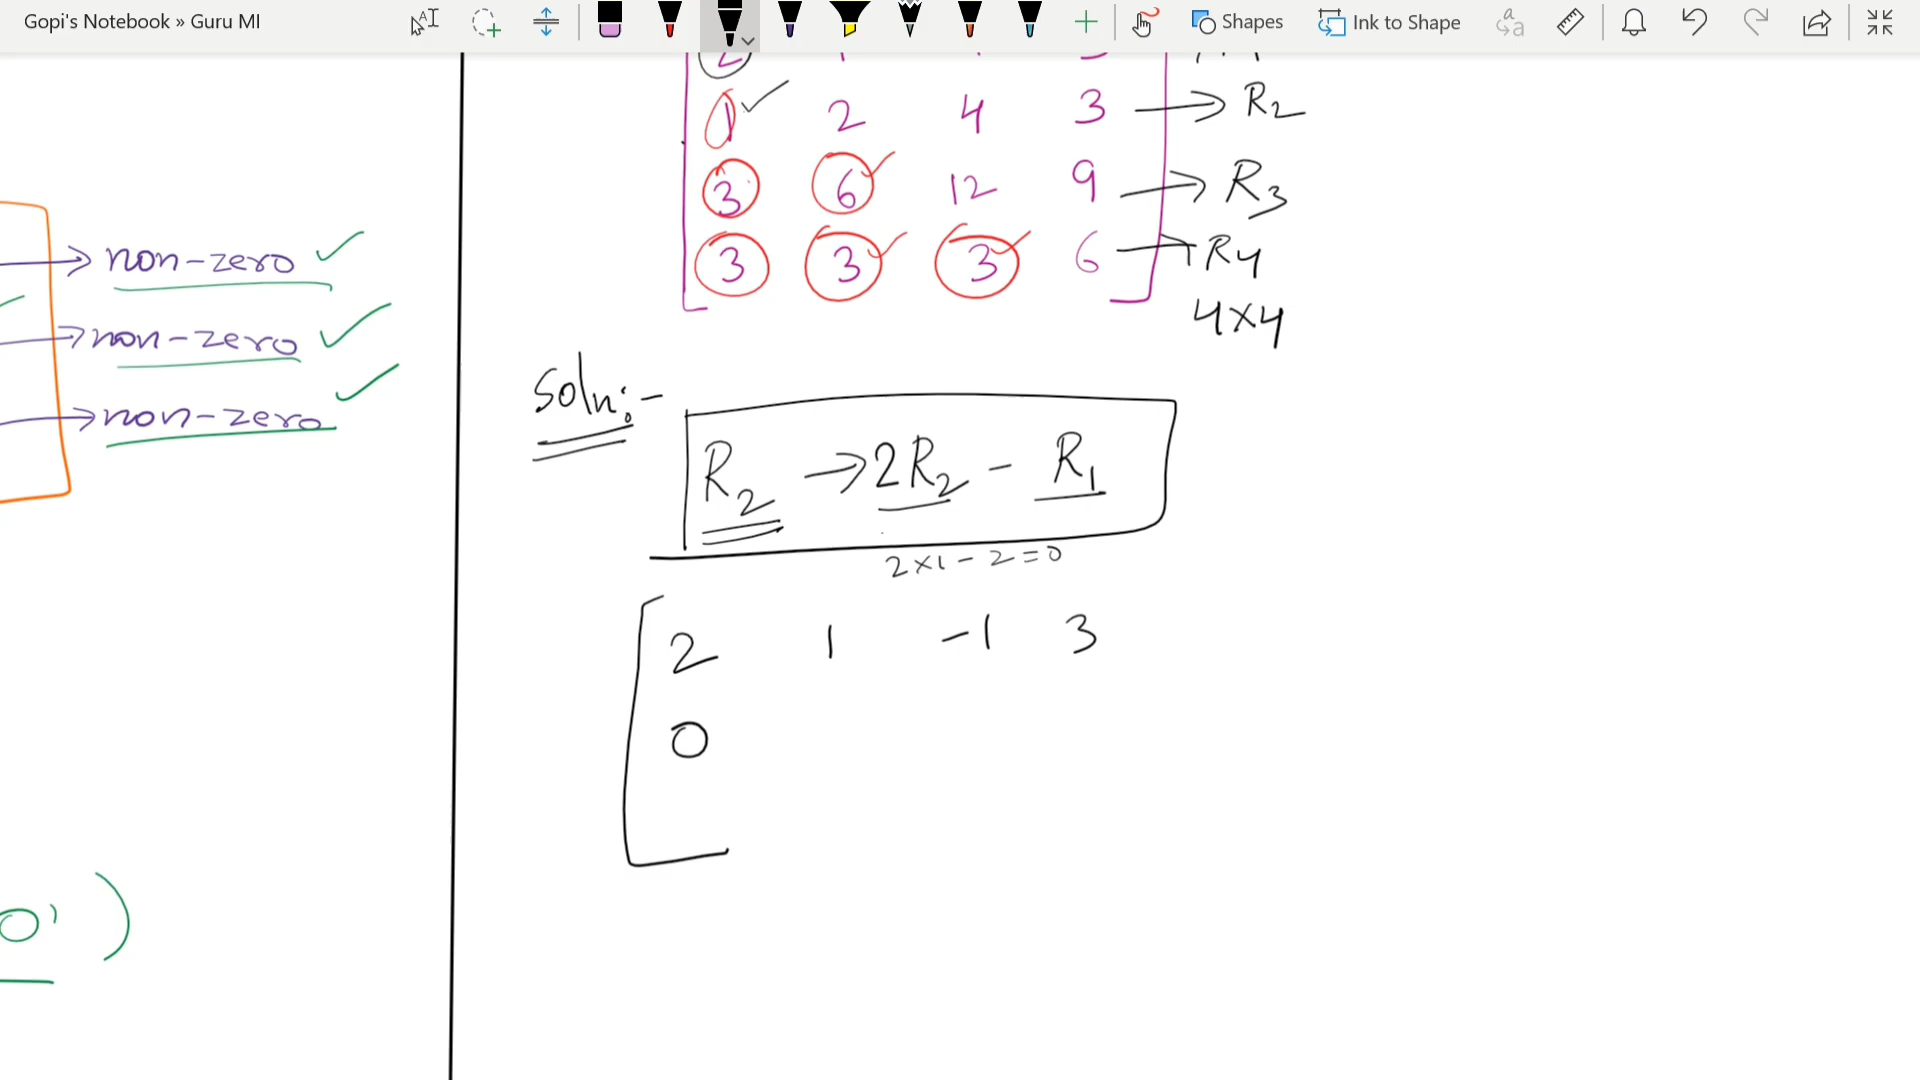 Gopi's Notebook » Guru MI
Shapes
Ink to Shape
1 2 4 3 → R2
3 6 12 9 → R3
3 3 3 6 → R4
4×4
non-zero
non-zero
non-zero
0' )
Soln:-
R2 → 2R2 - R1
2×1 - 2 = 0
2 1 -1 3
0